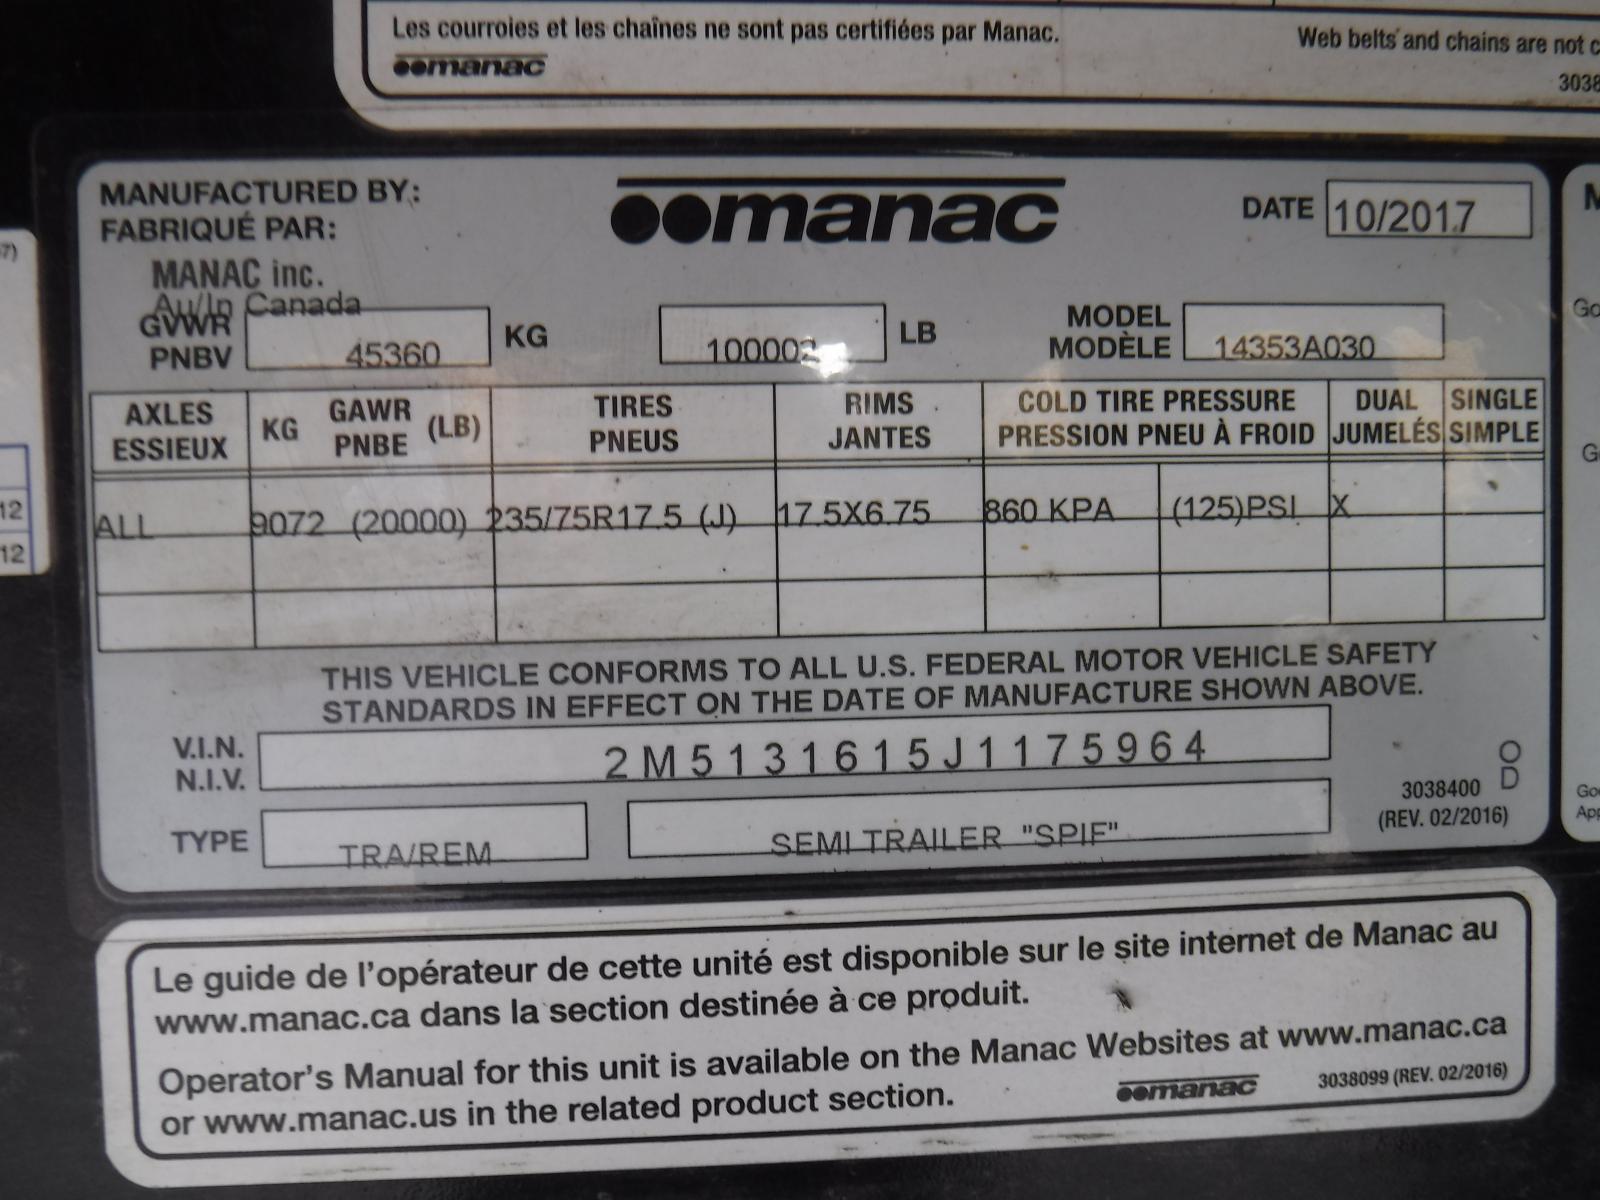 Les courroies et les chaînes ne sont pas certifiées par Manac.
Web belts and chains are not
manac
3038
MANUFACTURED BY:
FABRIQUÉ PAR:
manac
DATE 10/2017
MANAC inc.
Au/In Canada
GVWR
PNBV 45360 KG 100002 LB
MODEL
MODÈLE 14353A030
AXLES
ESSIEUX
KG GAWR (LB)
PNBE
TIRES
PNEUS
RIMS
JANTES
COLD TIRE PRESSURE
PRESSION PNEU À FROID
DUAL
JUMELÉS
SINGLE
SIMPLE
ALL 9072 (20000) 235/75R17.5 (J) 17.5X6.75 860 KPA (125)PSI X
THIS VEHICLE CONFORMS TO ALL U.S. FEDERAL MOTOR VEHICLE SAFETY
STANDARDS IN EFFECT ON THE DATE OF MANUFACTURE SHOWN ABOVE.
V.I.N.
N.I.V. 2M5131615J1175964
TYPE TRA/REM SEMI TRAILER "SPIF"
3038400
(REV. 02/2016)
O
D
12
12
Le guide de l'opérateur de cette unité est disponible sur le site internet de Manac au
www.manac.ca dans la section destinée à ce produit.
Operator's Manual for this unit is available on the Manac Websites at www.manac.ca
or www.manac.us in the related product section.
manac 3038099 (REV. 02/2016)